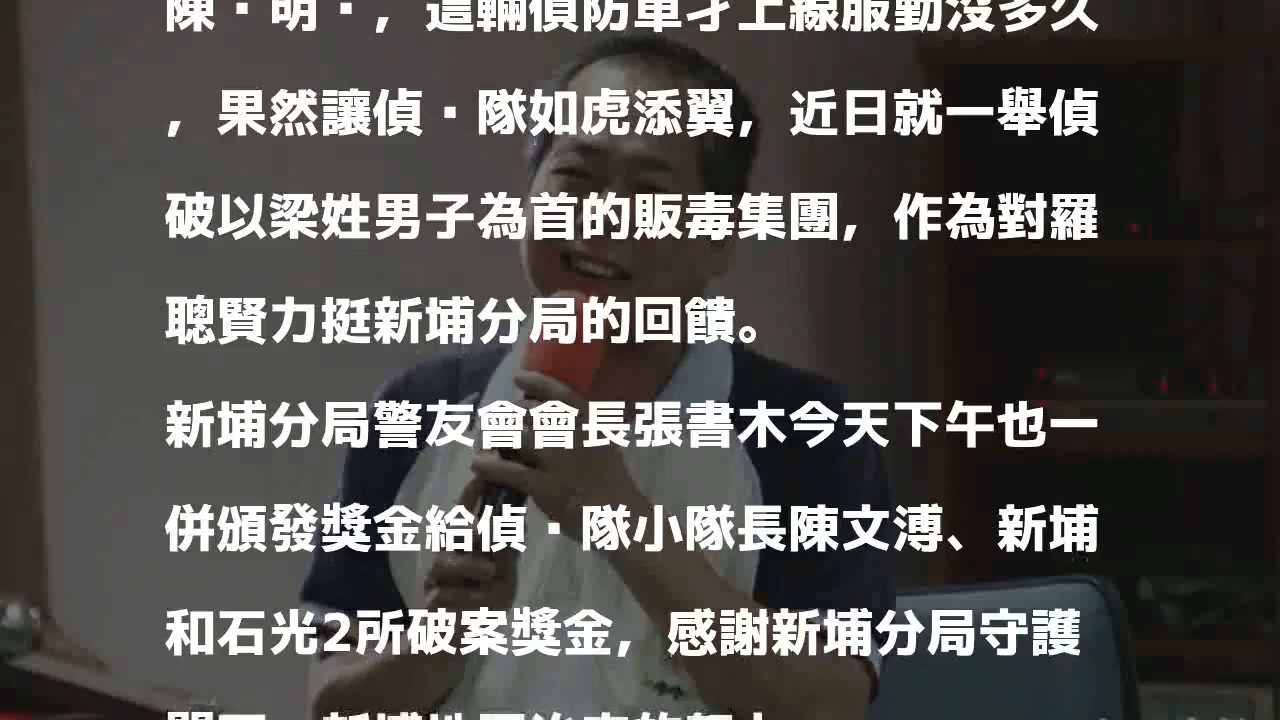 陳·明·，這輛偵防車才上線服勤沒多久
，果然讓偵·隊如虎添翼，近日就一舉偵
破以梁姓男子為首的販毒集團，作為對羅
聰賢力挺新埔分局的回饋。
新埔分局警友會會長張書木今天下午也一
併頒發獎金給偵·隊小隊長陳文溥、新埔
和石光2所破案獎金，感謝新埔分局守護